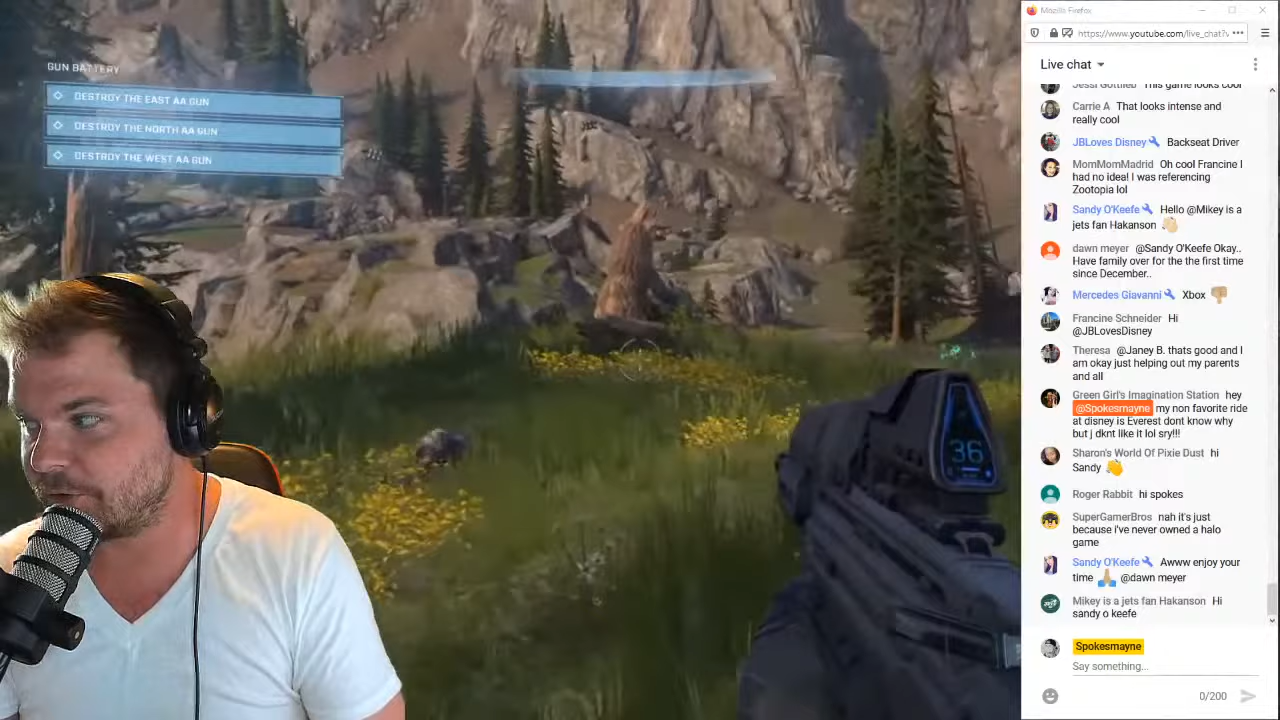 GUN BATTERY
DESTROY THE EAST AA GUN
DESTROY THE NORTH AA GUN
DESTROY THE WEST AA GUN
36
Mozilla Firefox
https://www.youtube.com/live_chat?
Live chat
Jessi Gottlieb This game looks cool
Carrie A That looks intense and
really cool
JBLoves Disney Backseat Driver
MomMomMadrid Oh cool Francine I
had no idea! I was referencing
Zootopia lol
Sandy O'Keefe Hello @Mikey is a
jets fan Hakanson
dawn meyer @Sandy O'Keefe Okay..
Have family over for the the first time
since December..
Mercedes Giavanni Xbox
Francine Schneider Hi
@JBLovesDisney
Theresa @Janey B. thats good and I
am okay just helping out my parents
and all
Green Girl's Imagination Station hey
@Spokesmayne my non favorite ride
at disney is Everest dont know why
but j dknt like it lol sry!!!
Sharon's World Of Pixie Dust hi
Sandy
Roger Rabbit hi spokes
SuperGamerBros nah it's just
because i've never owned a halo
game
Sandy O'Keefe Awww enjoy your
time @dawn meyer
Mikey is a jets fan Hakanson Hi
sandy o keefe
Spokesmayne
Say something...
0/200